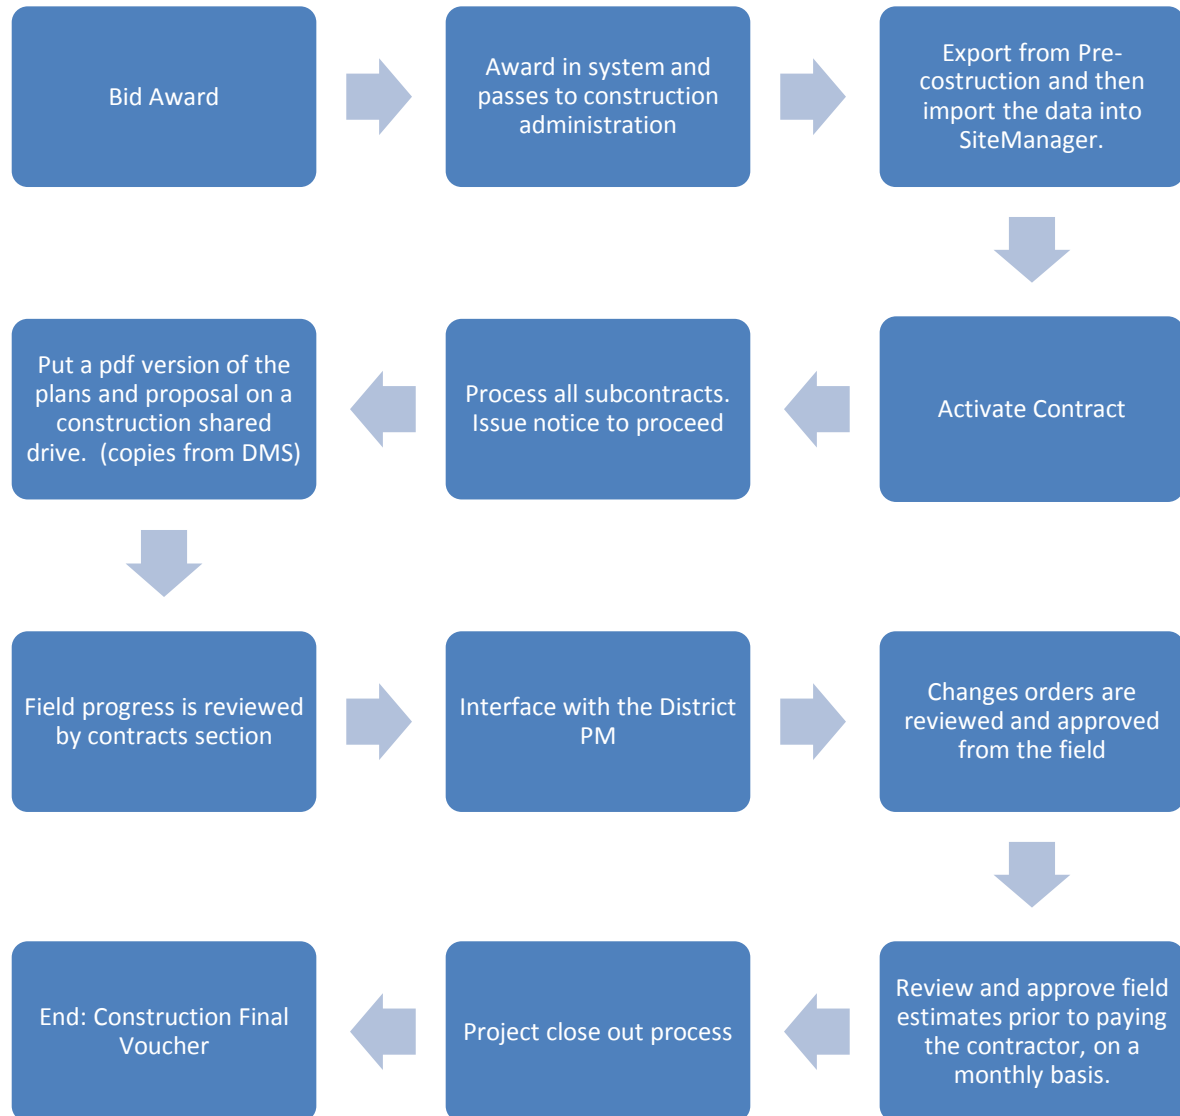 Bid Award
Award in system and
passes to construction
administration
Export from Pre-
costruction and then
import the data into
SiteManager.
Activate Contract
Process all subcontracts.
Issue notice to proceed
Put a pdf version of the
plans and proposal on a
construction shared
drive.  (copies from DMS)
Field progress is reviewed
by contracts section
Interface with the District
PM
Changes orders are
reviewed and approved
from the field
Review and approve field
estimates prior to paying
the contractor, on a
monthly basis.
Project close out process
End: Construction Final
Voucher